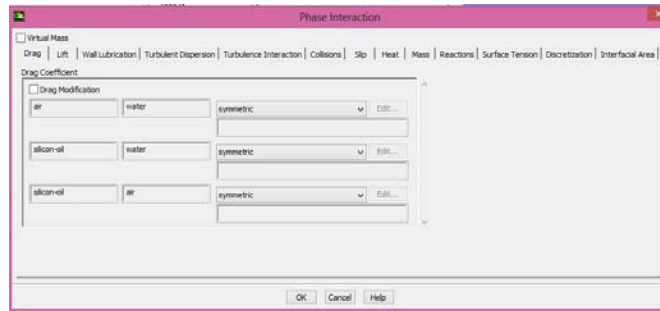 Phase Interaction
Virtual Mass
Drag Lift Wall Lubrication Turbulent Dispersion Turbulence Interaction Collisions Slip Heat Mass Reactions Surface Tension Discretization Interfacial Area
Drag Coefficient
Drag Modification
air water symmetric Edit...
silicon-oil water symmetric Edit...
silicon-oil air symmetric Edit...
OK Cancel Help